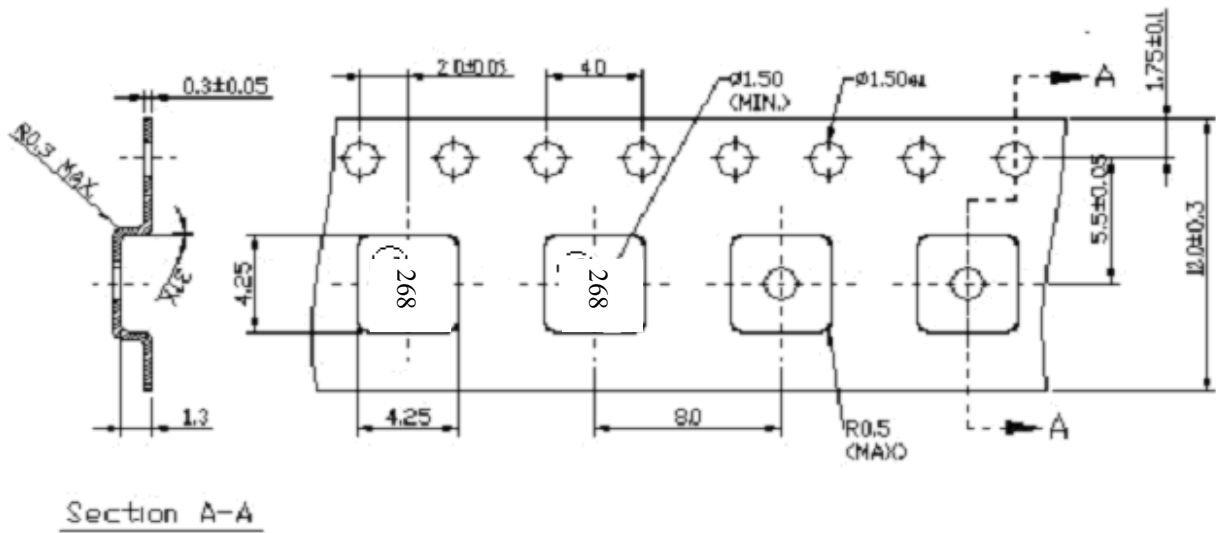 2.0±0.05
4.0
Ø1.50
(MIN.)
1.75±0.1
A
0.3±0.05
R0.3 MAX.
5.5±0.05
12.0±0.3
4.25
268
268
1.3
4.25
8.0
R0.5
(MAX)
A
Section A-A